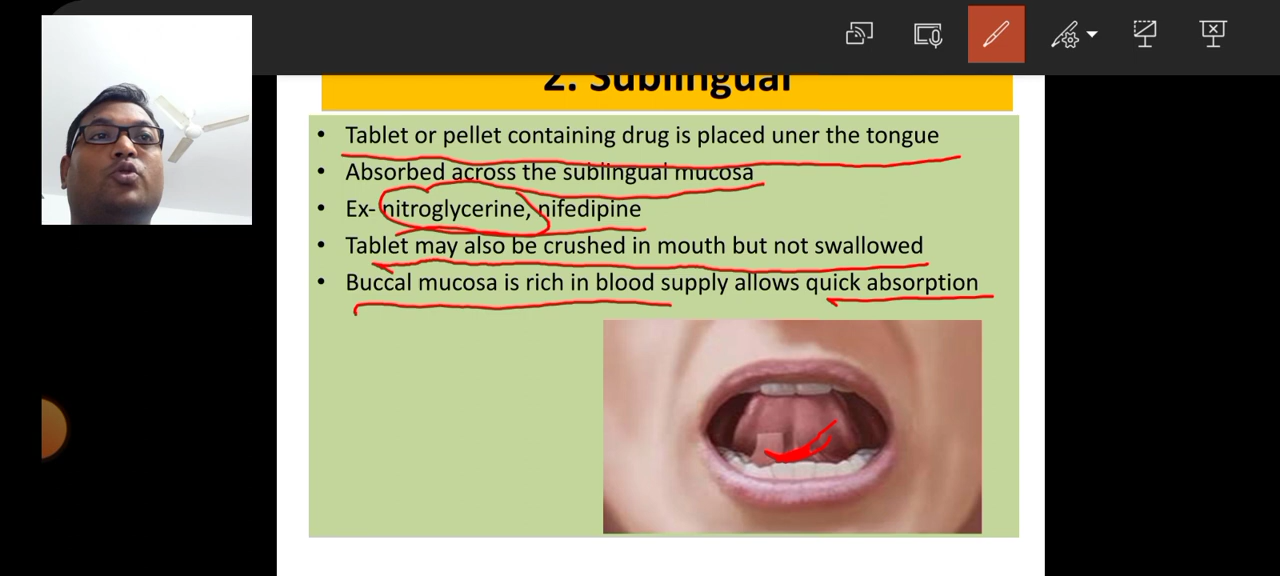 2. Sublingual
• Tablet or pellet containing drug is placed uner the tongue
• Absorbed across the sublingual mucosa
• Ex- nitroglycerine, nifedipine
• Tablet may also be crushed in mouth but not swallowed
• Buccal mucosa is rich in blood supply allows quick absorption